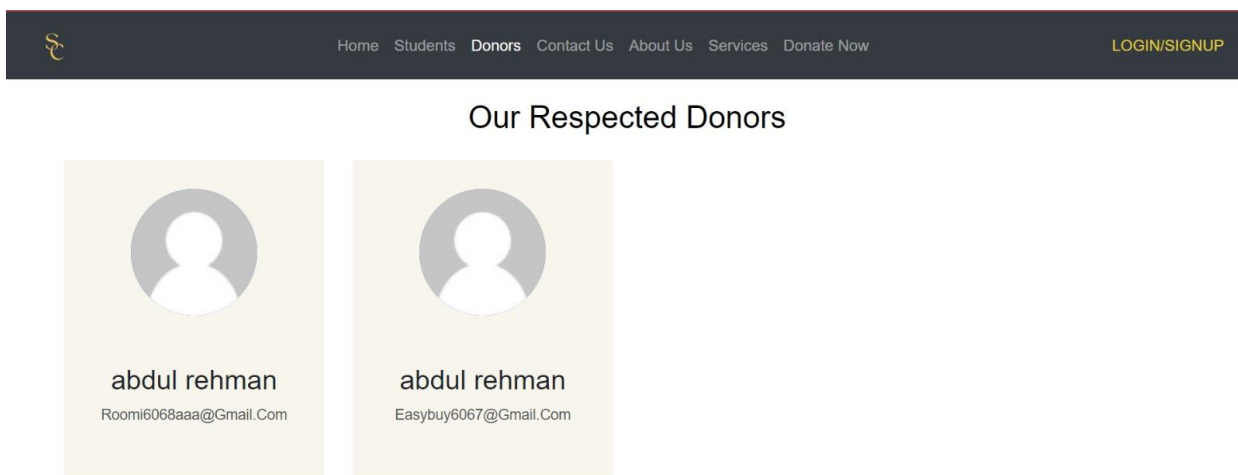 SC
Home Students Donors Contact Us About Us Services Donate Now
LOGIN/SIGNUP
Our Respected Donors
abdul rehman
Roomi6068aaa@Gmail.Com
abdul rehman
Easybuy6067@Gmail.Com